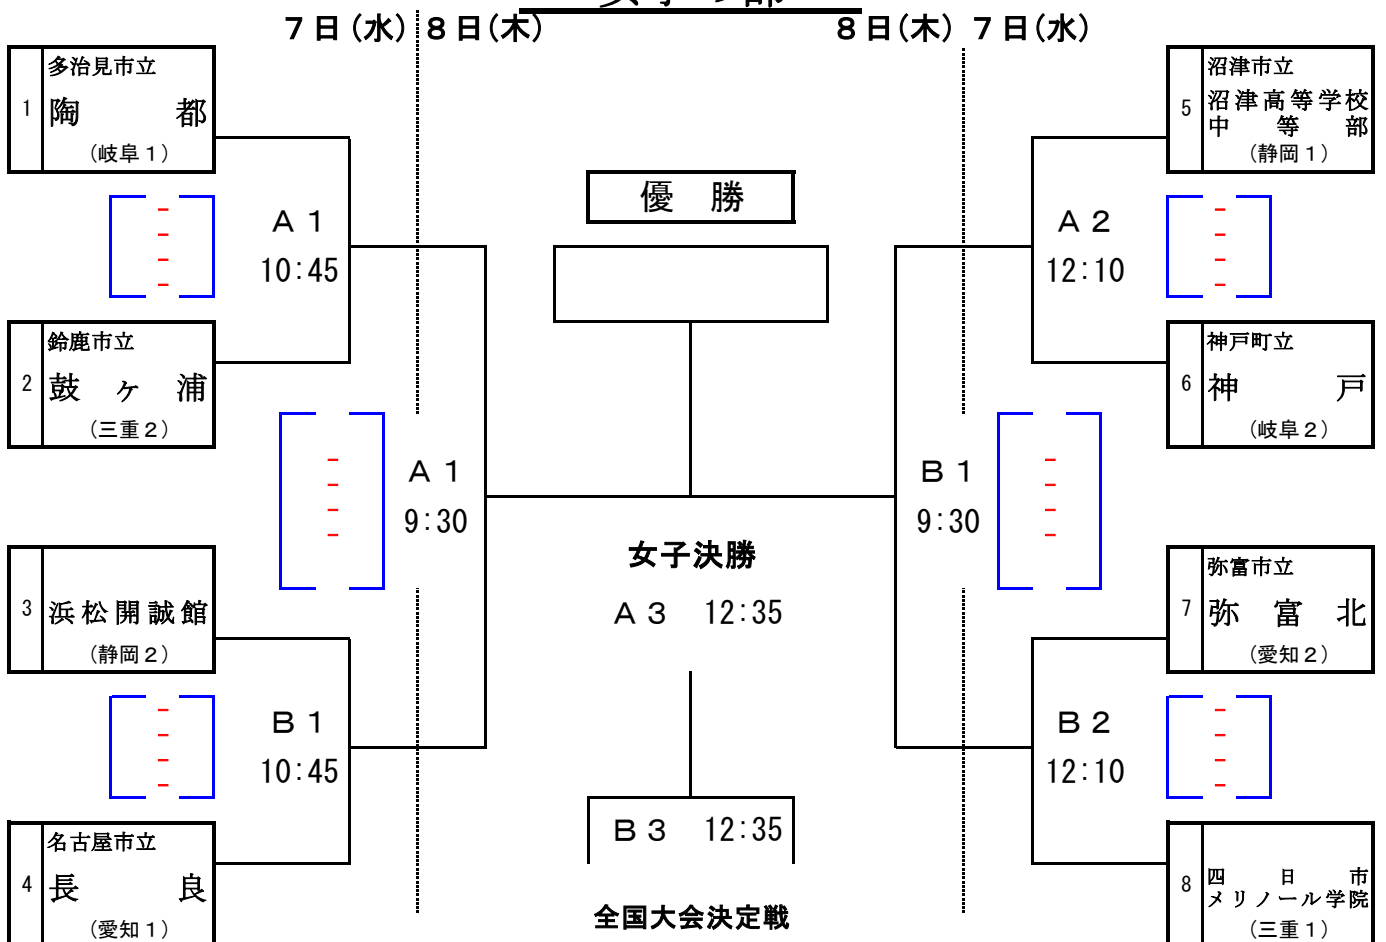 女子の部
7日(水) 8日(木)
8日(木) 7日(水)
1
多治見市立
陶都
(岐阜1)
A1
10:45
2
鈴鹿市立
鼓ヶ浦
(三重2)
A1
9:30
3
浜松開誠館
(静岡2)
B1
10:45
4
名古屋市立
長良
(愛知1)
優勝
女子決勝
A3 12:35
B3 12:35
全国大会決定戦
5
沼津市立
沼津高等学校
中等部
(静岡1)
A2
12:10
6
神戸町立
神戸
(岐阜2)
B1
9:30
7
弥富市立
弥富北
(愛知2)
B2
12:10
8
四日市
メリノール学院
(三重1)